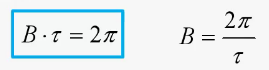 B · τ = 2π
B = 2π / τ